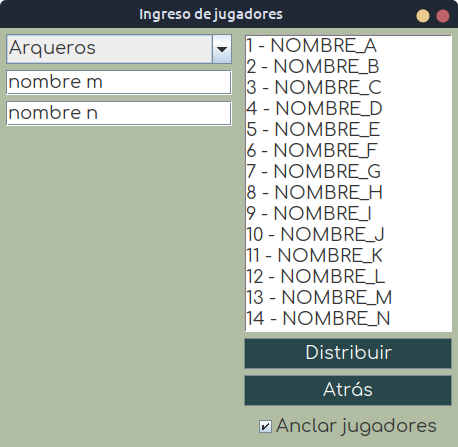 Ingreso de jugadores
Arqueros
nombre m
nombre n
1 - NOMBRE_A
2 - NOMBRE_B
3 - NOMBRE_C
4 - NOMBRE_D
5 - NOMBRE_E
6 - NOMBRE_F
7 - NOMBRE_G
8 - NOMBRE_H
9 - NOMBRE_I
10 - NOMBRE_J
11 - NOMBRE_K
12 - NOMBRE_L
13 - NOMBRE_M
14 - NOMBRE_N
Distribuir
Atrás
Anclar jugadores